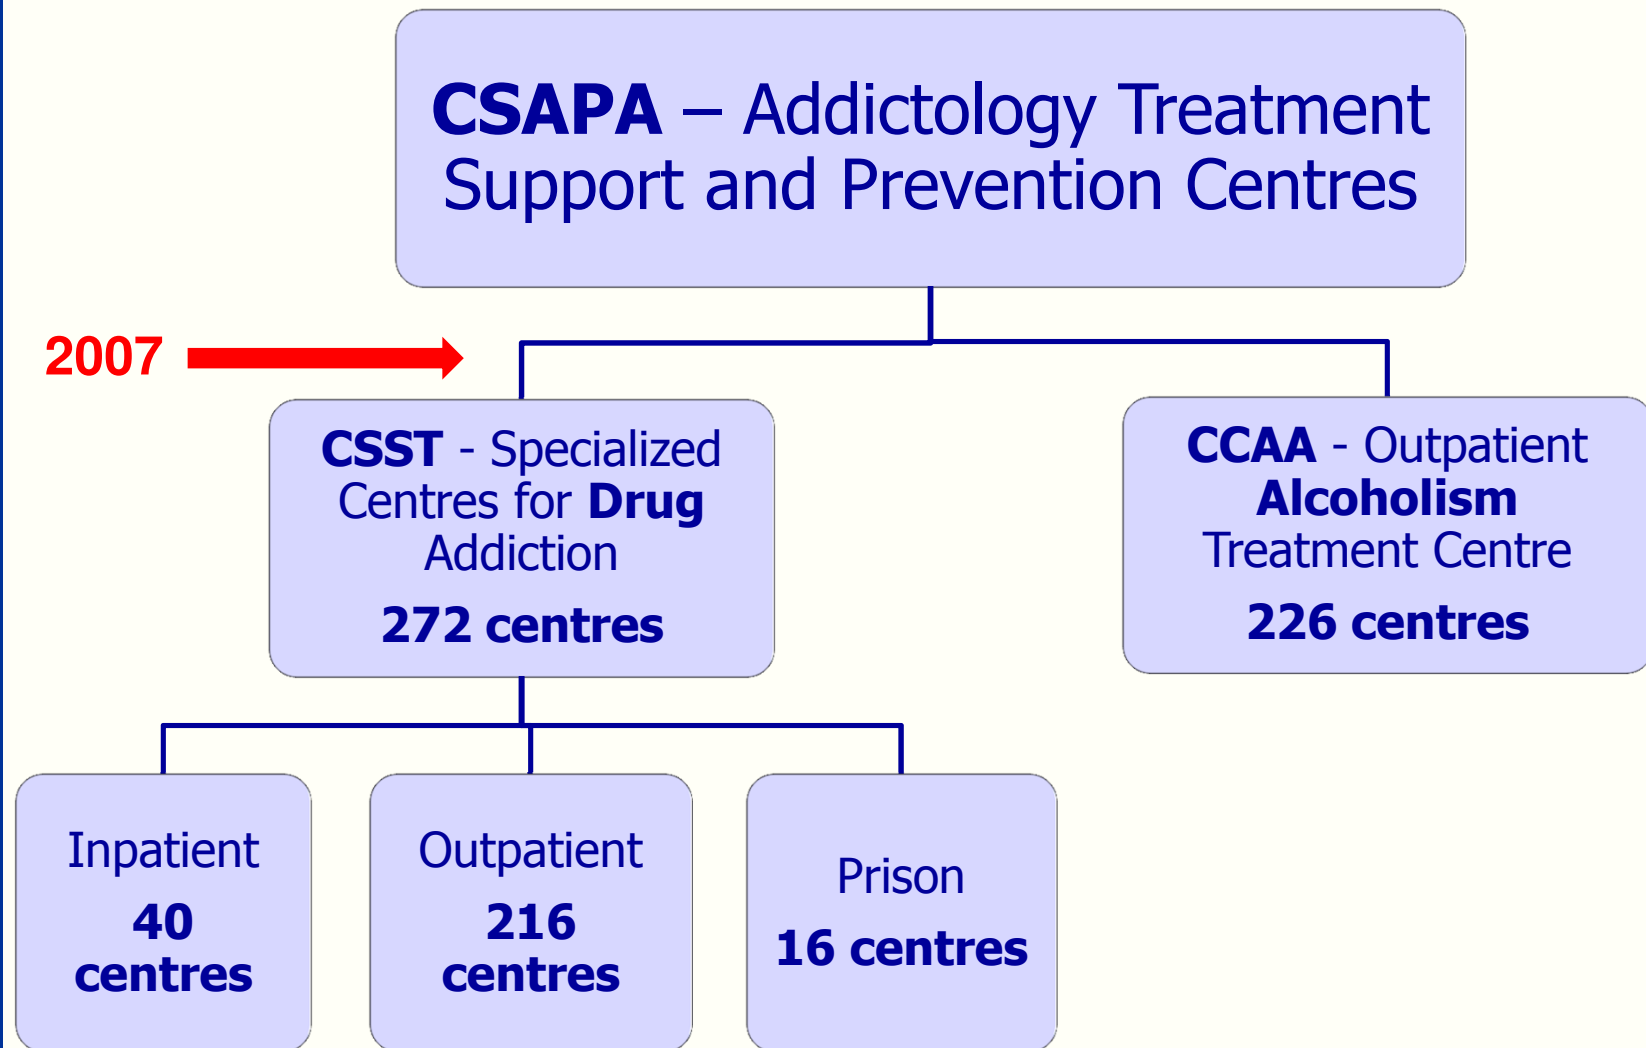 CSAPA – Addictology Treatment
Support and Prevention Centres
2007
CSST - Specialized
Centres for Drug
Addiction
272 centres
CCAA - Outpatient
Alcoholism
Treatment Centre
226 centres
Inpatient
40
centres
Outpatient
216
centres
Prison
16 centres